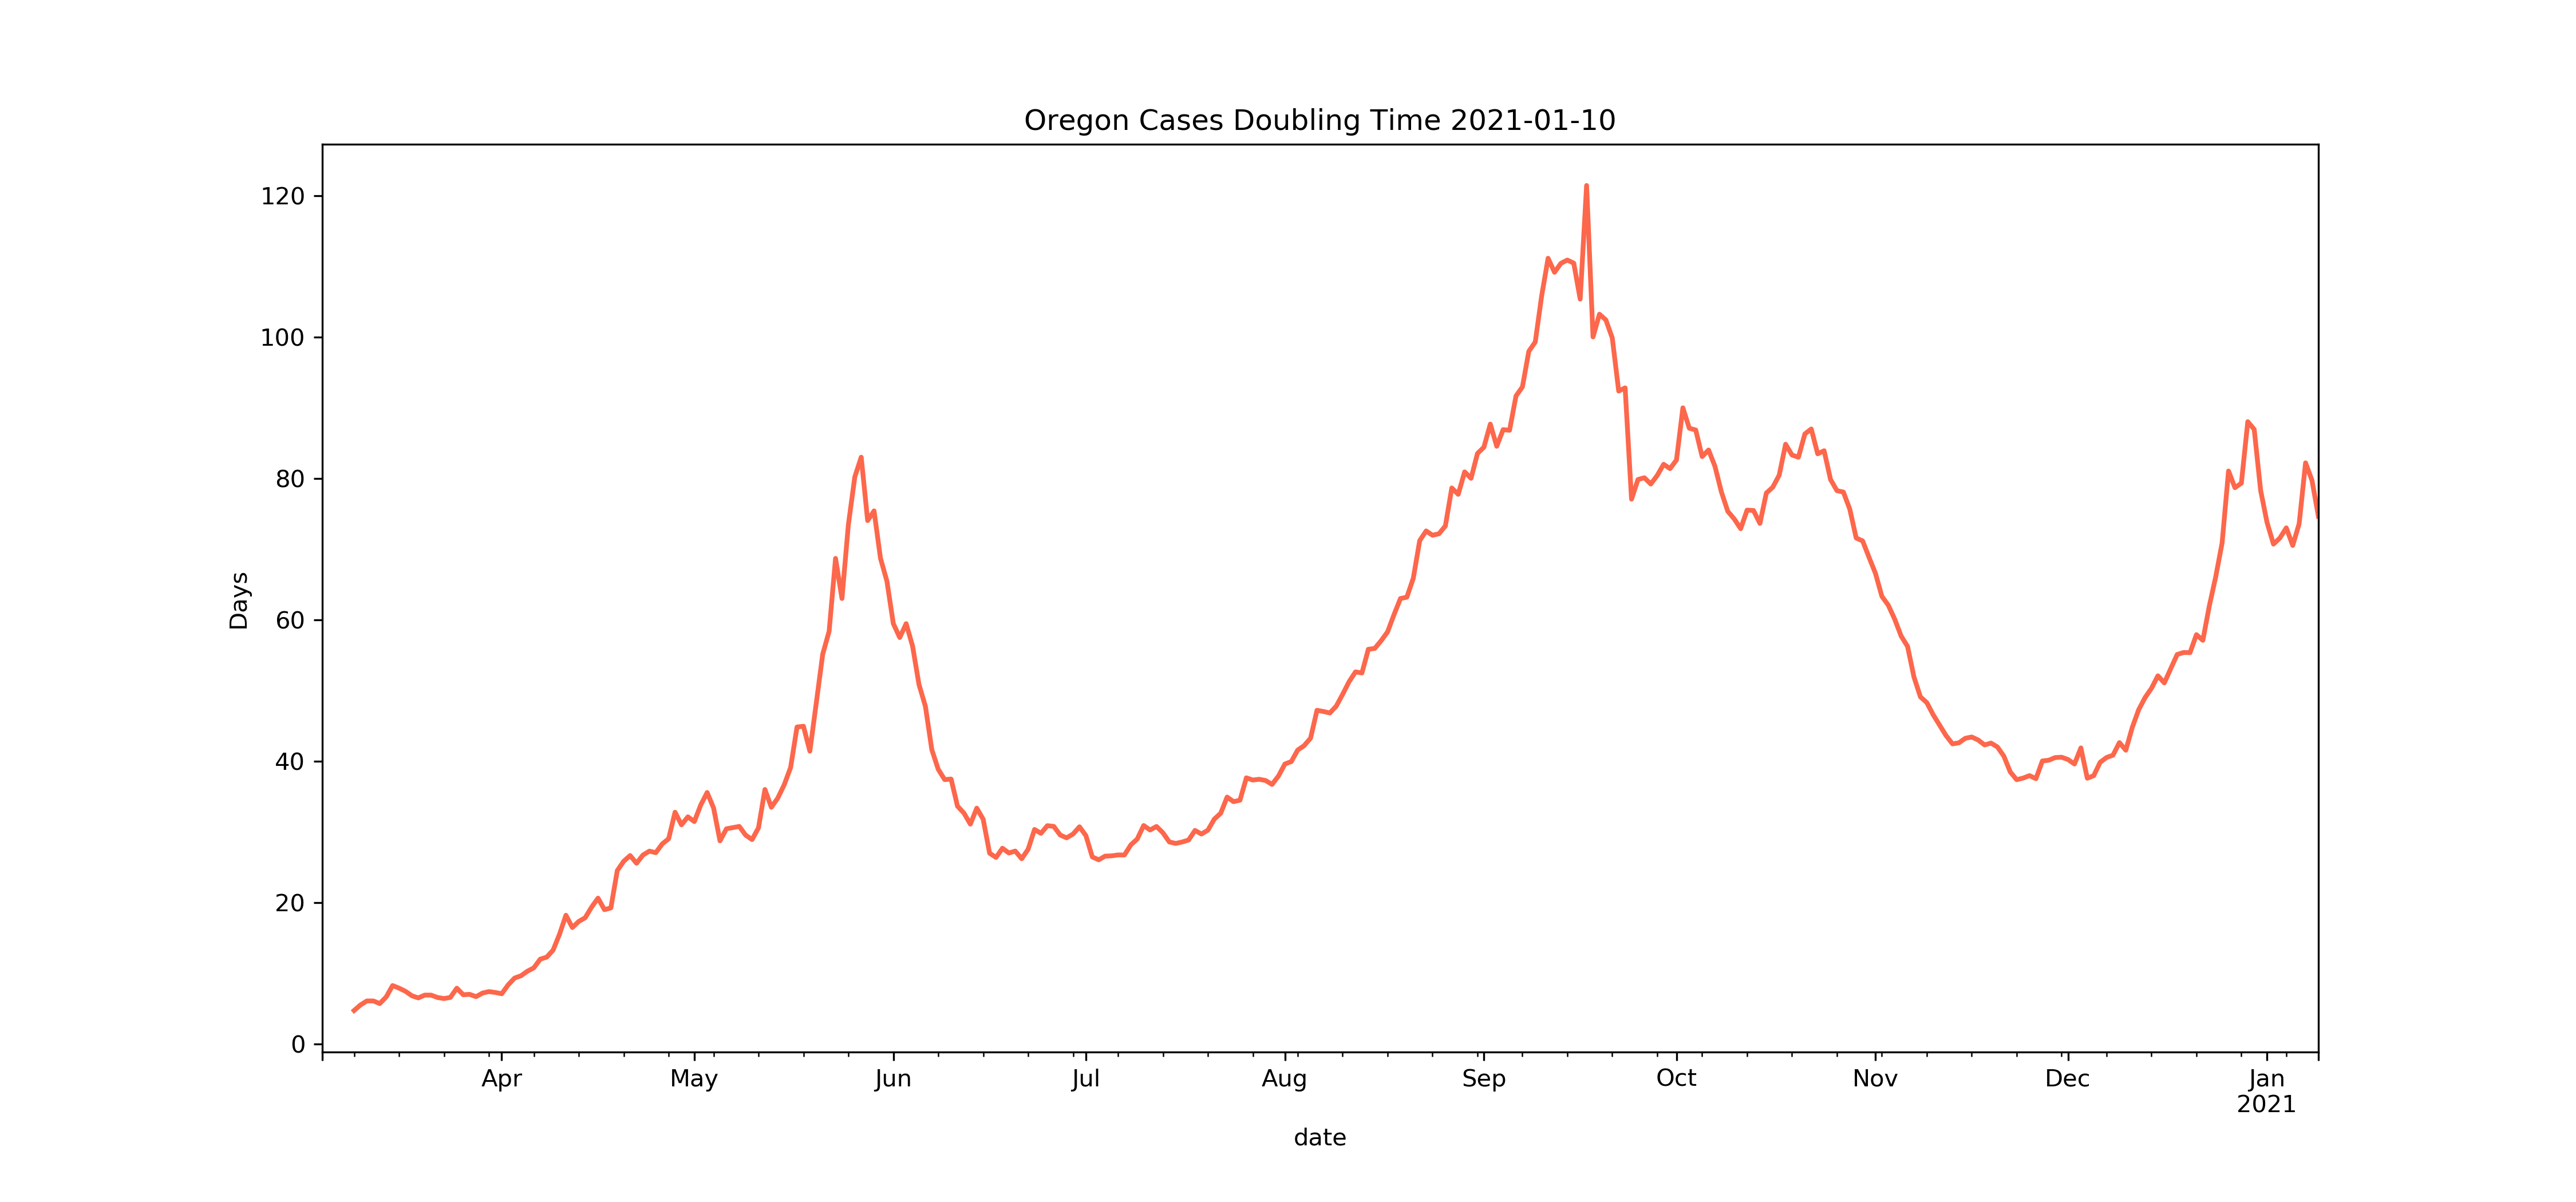 Oregon Cases Doubling Time 2021-01-10
120
100
80
60
40
20
0
Days
Apr May Jun Jul Aug Sep Oct Nov Dec Jan
2021
date